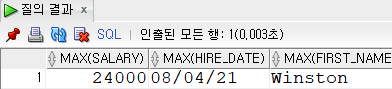 질의 결과
SQL | 인출된 모든 행: 1(0,003초)
MAX(SALARY) MAX(HIRE_DATE) MAX(FIRST_NAME
1 24000 08/04/21 Winston